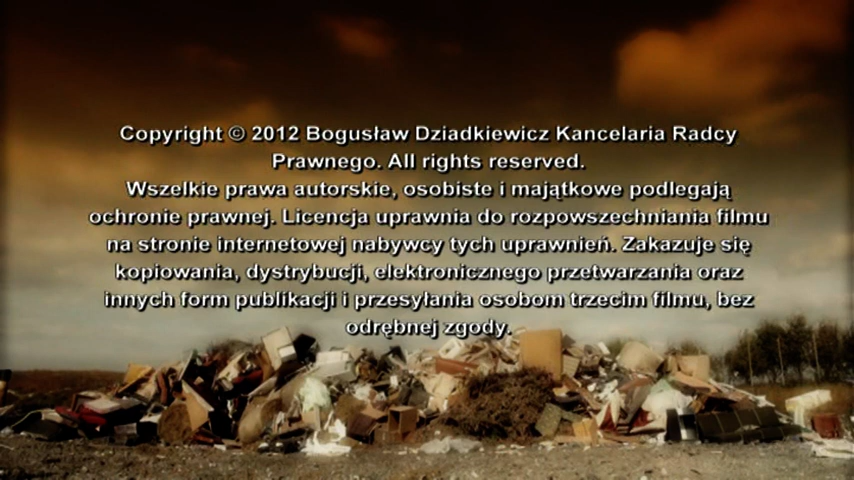 Copyright © 2012 Bogusław Dziadkiewicz Kancelaria Radcy
Prawnego. All rights reserved.
Wszelkie prawa autorskie, osobiste i majątkowe podlegają
ochronie prawnej. Licencja uprawnia do rozpowszechniania filmu
na stronie internetowej nabywcy tych uprawnień. Zakazuje się
kopiowania, dystrybucji, elektronicznego przetwarzania oraz
innych form publikacji i przesyłania osobom trzecim filmu, bez
odrębnej zgody.